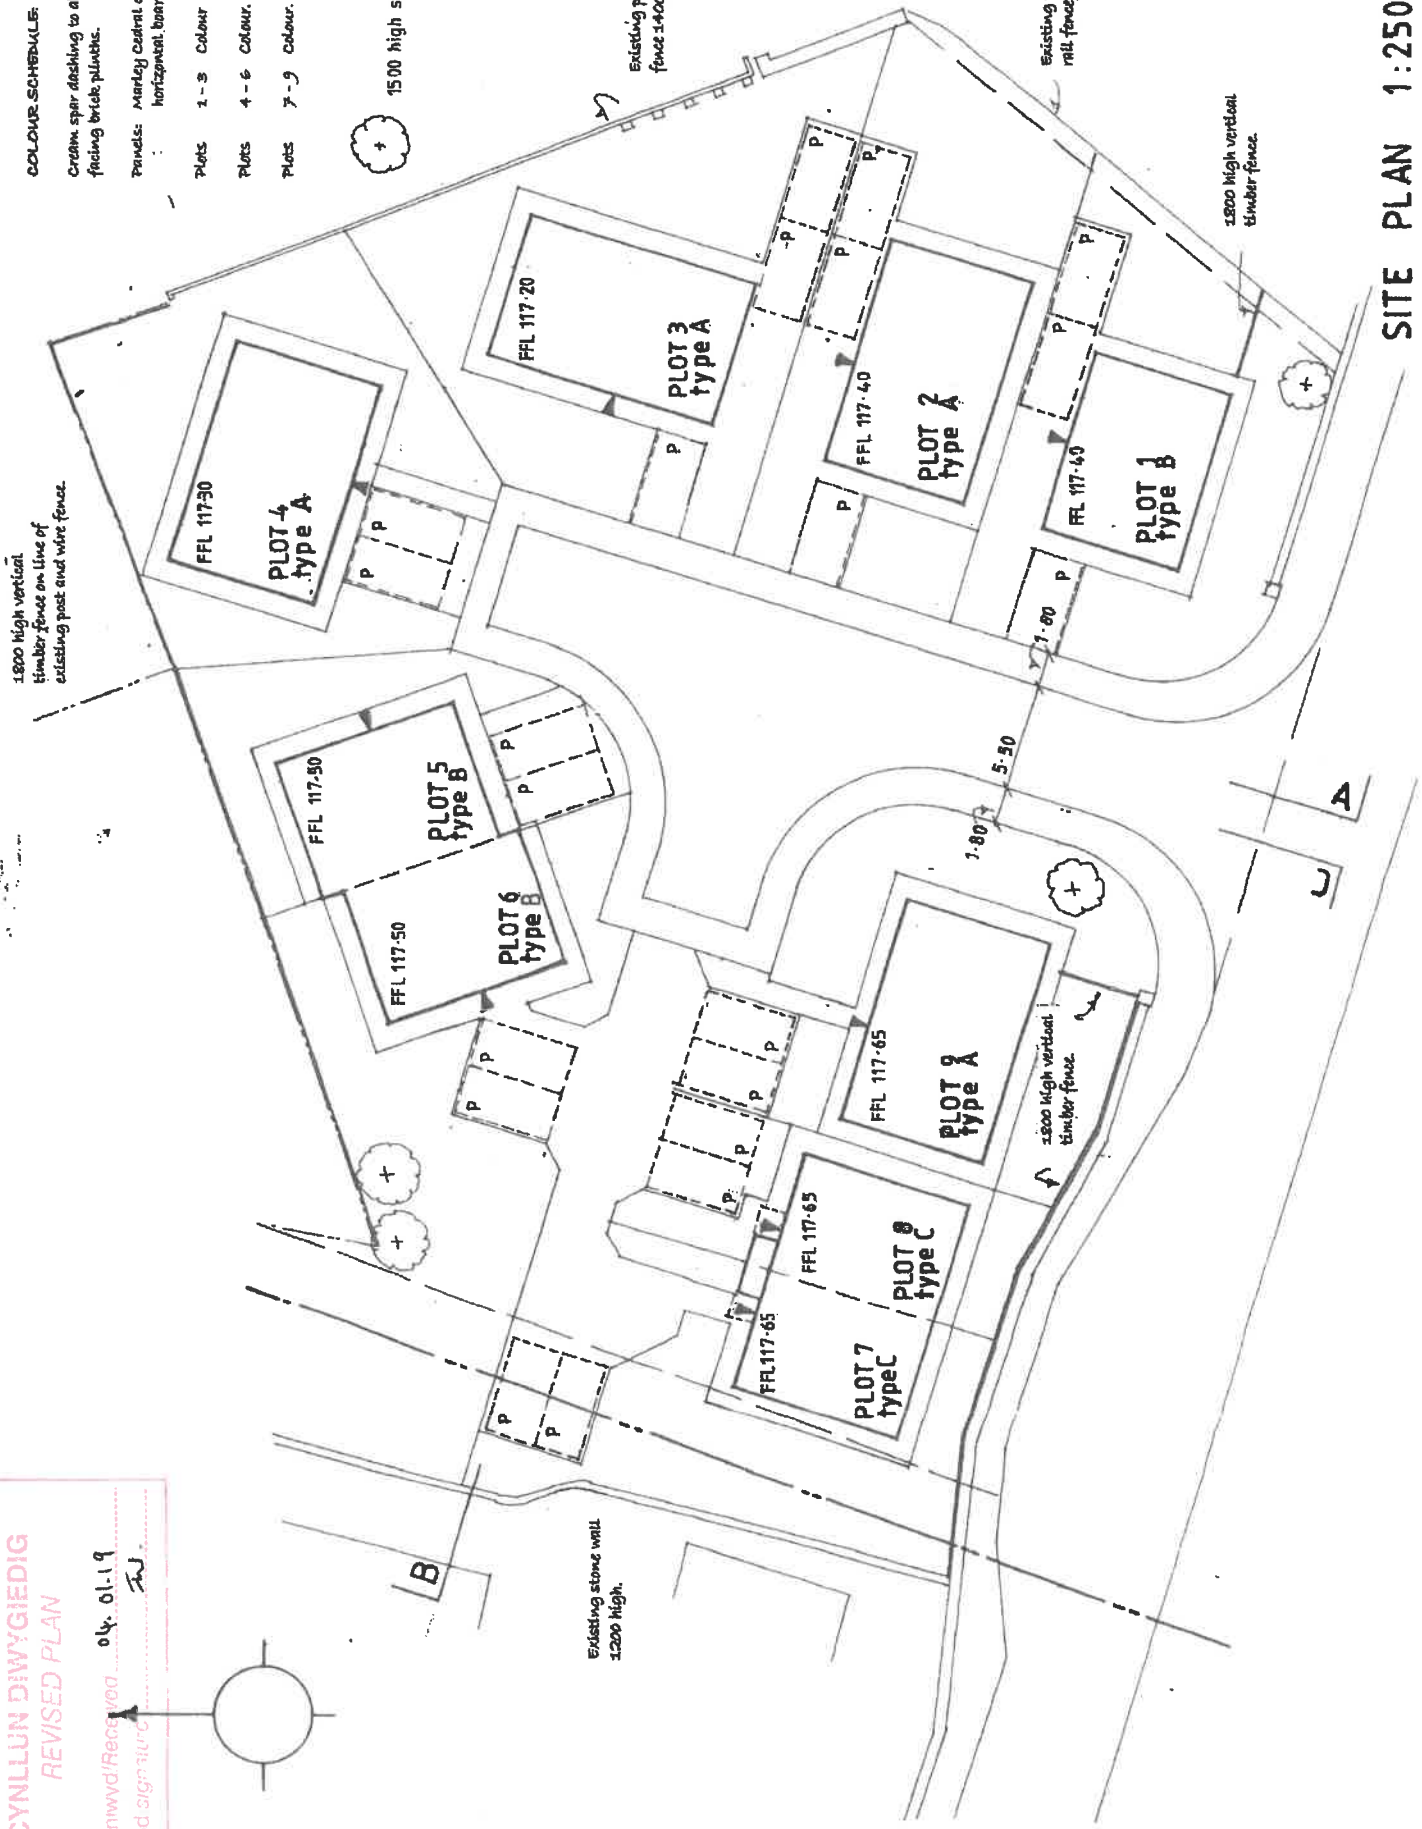 CYNLLUN DIWYGIEDIG
REVISED PLAN
04. 01.19
1800 high vertical
timber fence on line of
existing post and wire fence.
COLOUR SCHEDULE.
Cream spar dashing to a
facing brick plinths.
Panels: Marley Cedral
: horizontal boar
Plots 1-3 Colour
Plots 4-6 Colour.
Plots 7-9 Colour.
1500 high s
Existing p
fence 1400
Existing
rail fence
1800 high vertical
timber fence.
FFL 117·30
PLOT 4
type A
P
P
FFL 117·20
PLOT 3
type A
P
P
P
FFL 117·40
PLOT 2
type A
P
P
P
FFL 117·40
PLOT 1
type B
P
P
P
FFL 117·50
PLOT 5
type B
P
P
FFL 117·50
PLOT 6
type B
P
P
1·80
5·50
1·80
FFL 117·65
PLOT 9
type A
P
P
FFL 117·65
PLOT 8
type C
P
P
FFL 117·65
PLOT 7
type C
P
P
1800 high vertical
timber fence.
Existing stone wall
1200 high.
B
A
C
SITE PLAN 1:250